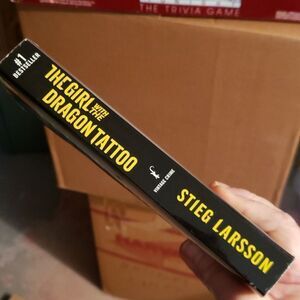 THE TRIVIA GAME
#1
BESTSELLER
THE GIRL WITH THE
DRAGON TATTOO
VINTAGE CRIME
STIEG LARSSON